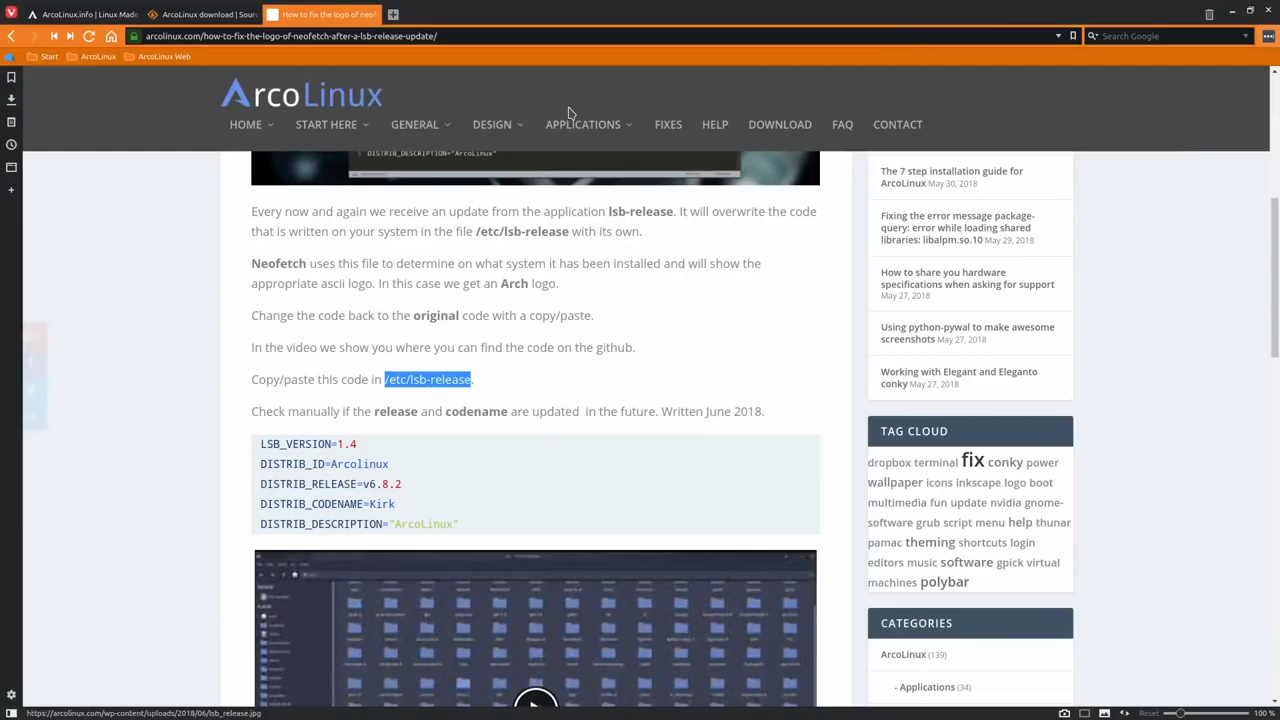 ArcoLinux.info | Linux Made
ArcoLinux download | Sour
How to fix the logo of neof
arcolinux.com/how-to-fix-the-logo-of-neofetch-after-a-lsb-release-update/
Search Google
Start
ArcoLinux
ArcoLinux Web
ArcoLinux
HOME
START HERE
GENERAL
DESIGN
APPLICATIONS
FIXES
HELP
DOWNLOAD
FAQ
CONTACT
5 DISTRIB_DESCRIPTION="ArcoLinux"
Every now and again we receive an update from the application lsb-release. It will overwrite the code
that is written on your system in the file /etc/lsb-release with its own.
Neofetch uses this file to determine on what system it has been installed and will show the
appropriate ascii logo. In this case we get an Arch logo.
Change the code back to the original code with a copy/paste.
In the video we show you where you can find the code on the github.
Copy/paste this code in /etc/lsb-release.
Check manually if the release and codename are updated in the future. Written June 2018.
LSB_VERSION=1.4
DISTRIB_ID=Arcolinux
DISTRIB_RELEASE=v6.8.2
DISTRIB_CODENAME=Kirk
DISTRIB_DESCRIPTION="ArcoLinux"
The 7 step installation guide for
ArcoLinux May 30, 2018
Fixing the error message package-
query: error while loading shared
libraries: libalpm.so.10 May 29, 2018
How to share you hardware
specifications when asking for support
May 27, 2018
Using python-pywal to make awesome
screenshots May 27, 2018
Working with Elegant and Eleganto
conky May 27, 2018
TAG CLOUD
dropbox terminal fix conky power
wallpaper icons inkscape logo boot
multimedia fun update nvidia gnome-
software grub script menu help thunar
pamac theming shortcuts login
editors music software gpick virtual
machines polybar
CATEGORIES
ArcoLinux (139)
- Applications (34)
https://arcolinux.com/wp-content/uploads/2018/06/lsb_release.jpg
Reset
100 %